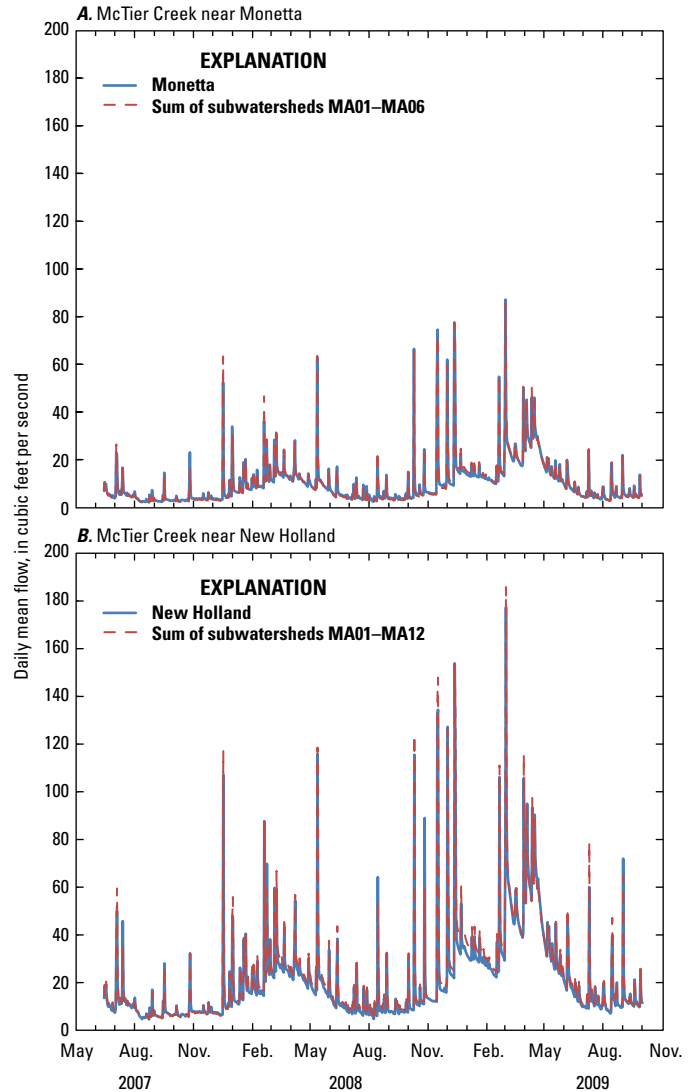 A. McTier Creek near Monetta
200
180
160
140
120
100
80
60
40
20
0
EXPLANATION
Monetta
Sum of subwatersheds MA01–MA06
Daily mean flow, in cubic feet per second
B. McTier Creek near New Holland
200
180
160
140
120
100
80
60
40
20
0
EXPLANATION
New Holland
Sum of subwatersheds MA01–MA12
May Aug. Nov. Feb. May Aug. Nov. Feb. May Aug. Nov.
2007 2008 2009